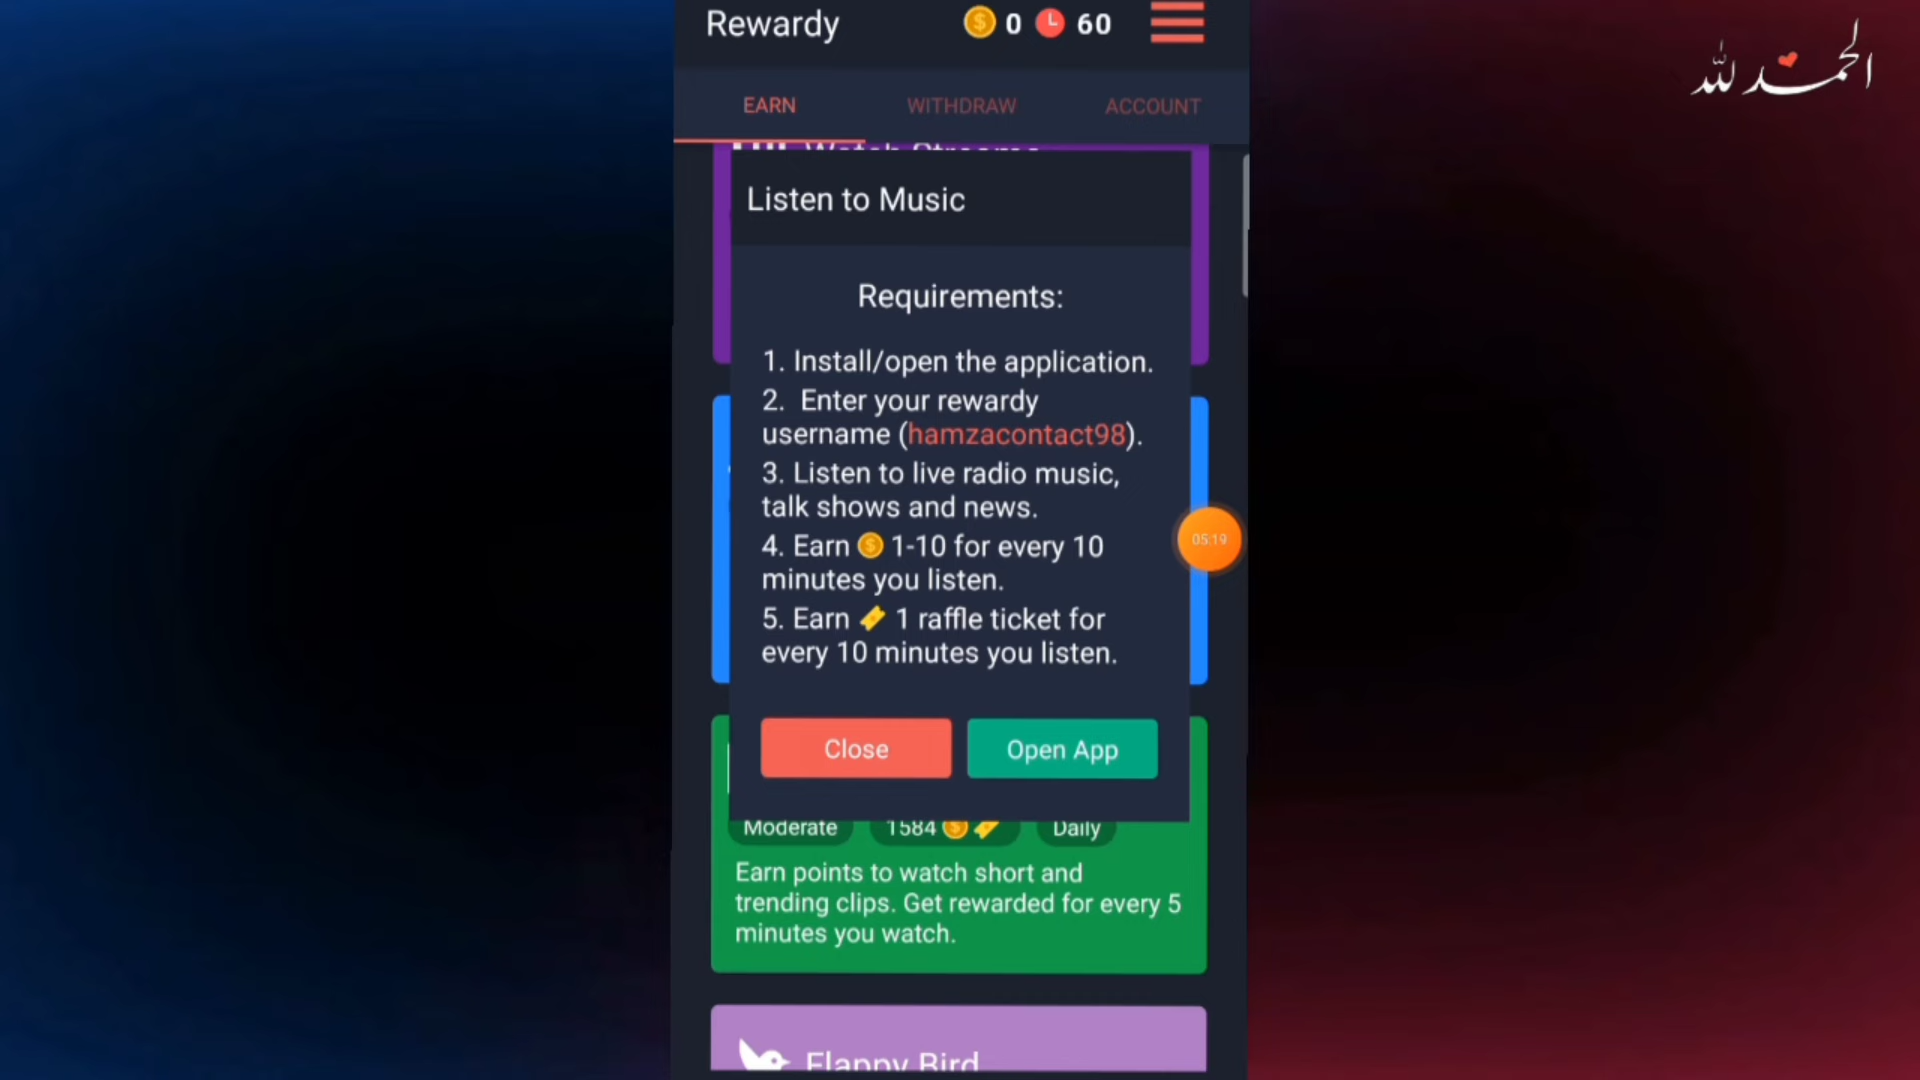 Rewardy 0 60
الحمد لله
EARN WITHDRAW ACCOUNT
Watch Streams
Listen to Music
Requirements:
1. Install/open the application.
2. Enter your rewardy
username (hamzacontact98).
3. Listen to live radio music,
talk shows and news.
4. Earn 1-10 for every 10
minutes you listen.
05:19
5. Earn 1 raffle ticket for
every 10 minutes you listen.
Close Open App
Moderate 1584 Daily
Earn points to watch short and
trending clips. Get rewarded for every 5
minutes you watch.
Flappy Bird